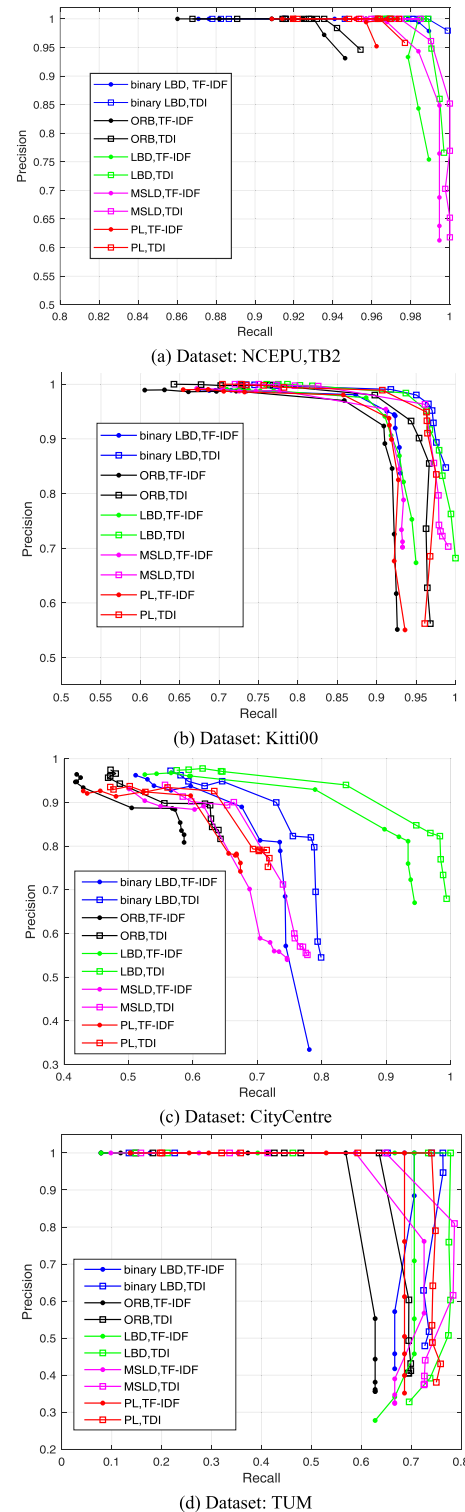 1
0.95
0.9
0.85
0.8
0.75
0.7
0.65
0.6
0.55
0.5
Precision
binary LBD, TF-IDF
binary LBD, TDI
ORB,TF-IDF
ORB,TDI
LBD,TF-IDF
LBD,TDI
MSLD,TF-IDF
MSLD,TDI
PL,TF-IDF
PL,TDI
0.8 0.82 0.84 0.86 0.88 0.9 0.92 0.94 0.96 0.98 1
Recall
(a) Dataset: NCEPU,TB2
1
0.9
0.8
0.7
0.6
0.5
Precision
binary LBD,TF-IDF
binary LBD,TDI
ORB,TF-IDF
ORB,TDI
LBD,TF-IDF
LBD,TDI
MSLD,TF-IDF
MSLD,TDI
PL,TF-IDF
PL,TDI
0.5 0.55 0.6 0.65 0.7 0.75 0.8 0.85 0.9 0.95 1
Recall
(b) Dataset: Kitti00
1
0.9
0.8
0.7
0.6
0.5
0.4
0.3
Precision
binary LBD,TF-IDF
binary LBD,TDI
ORB,TF-IDF
ORB,TDI
LBD,TF-IDF
LBD,TDI
MSLD,TF-IDF
MSLD,TDI
PL,TF-IDF
PL,TDI
0.4 0.5 0.6 0.7 0.8 0.9 1
Recall
(c) Dataset: CityCentre
1
0.9
0.8
0.7
0.6
0.5
0.4
0.3
0.2
Precision
binary LBD,TF-IDF
binary LBD,TDI
ORB,TF-IDF
ORB,TDI
LBD,TF-IDF
LBD,TDI
MSLD,TF-IDF
MSLD,TDI
PL,TF-IDF
PL,TDI
0 0.1 0.2 0.3 0.4 0.5 0.6 0.7 0.8
Recall
(d) Dataset: TUM